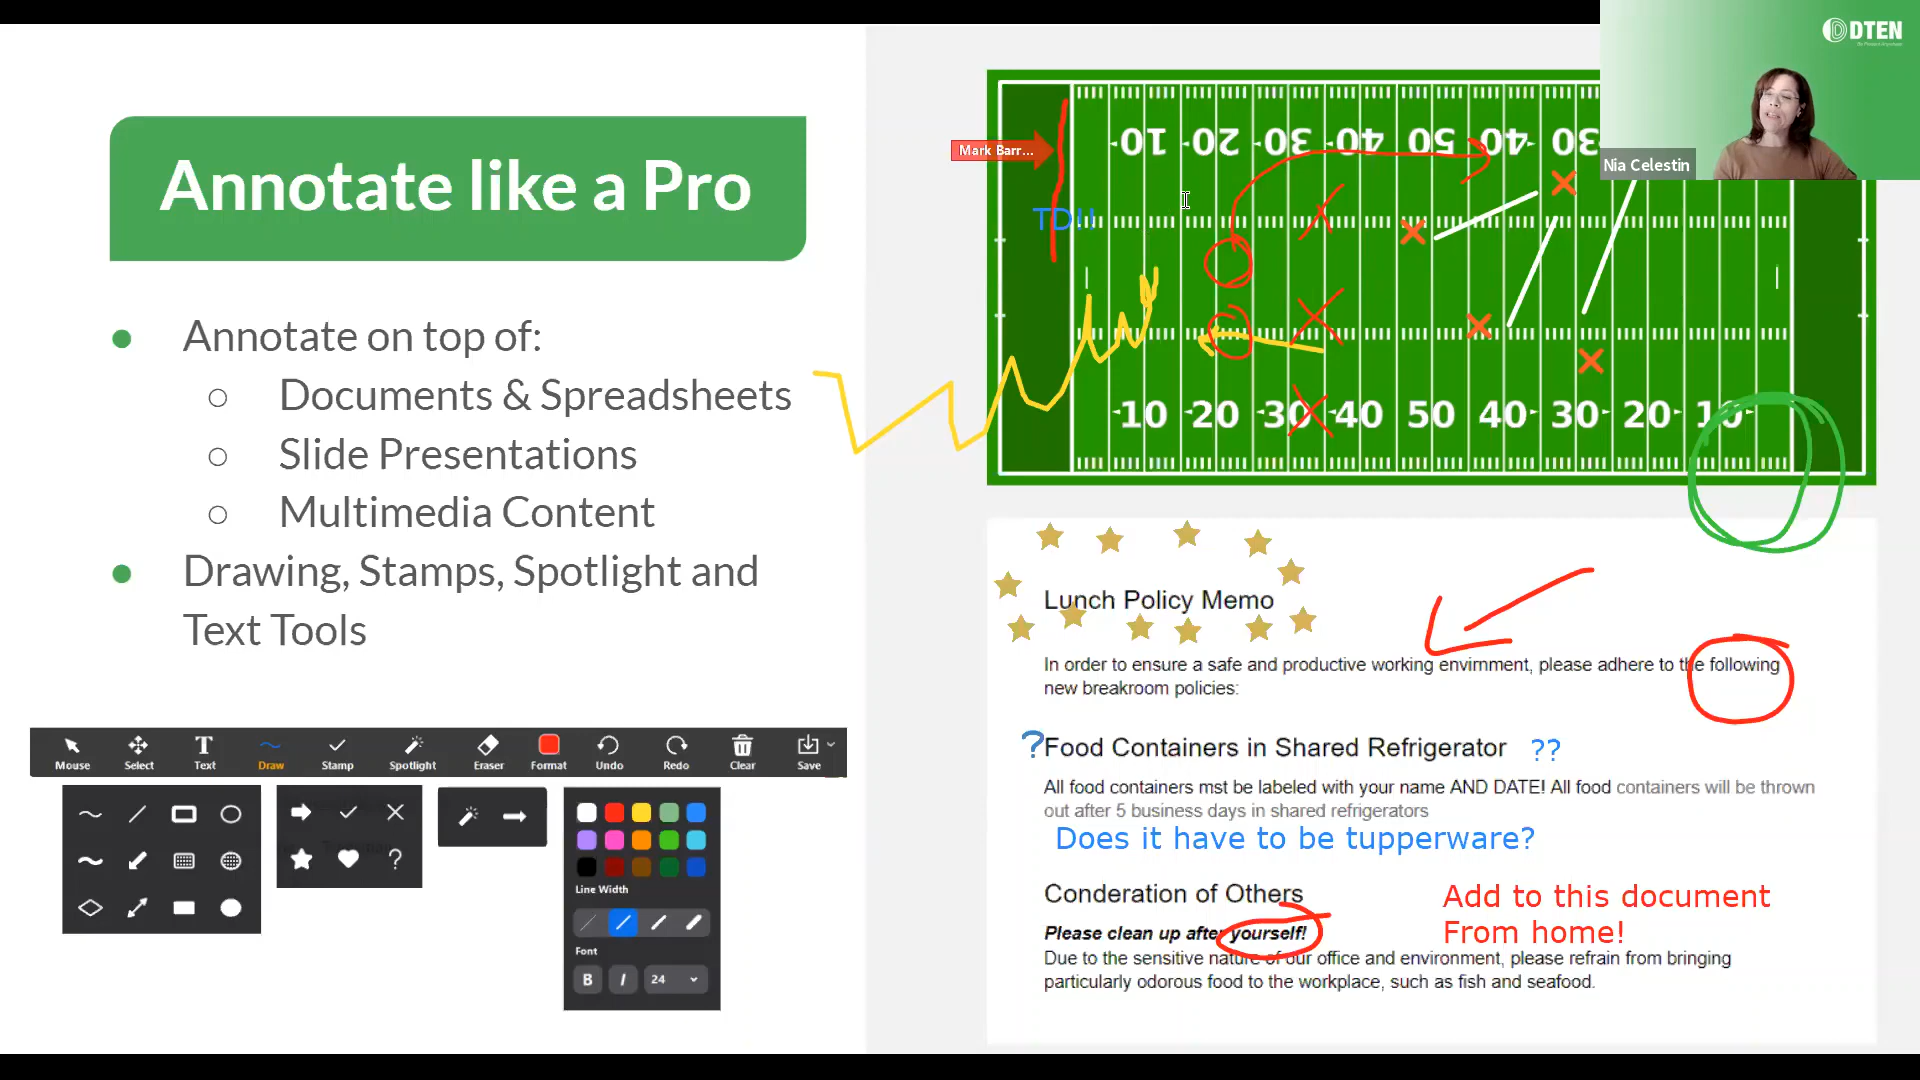 Annotate like a Pro
Annotate on top of:
Documents & Spreadsheets
Slide Presentations
Multimedia Content
Drawing, Stamps, Spotlight and
Text Tools
Mouse Select Text Draw Stamp Spotlight Eraser Format Undo Redo Clear Save
Line Width
Font
B I 24
DTEN
Nia Celestin
Mark Barr...
10 20 30 40 50 40 30
TD!!
10 20 30 40 50 40 30 20 10
Lunch Policy Memo
In order to ensure a safe and productive working envirnment, please adhere to the following
new breakroom policies:
? Food Containers in Shared Refrigerator ??
All food containers mst be labeled with your name AND DATE! All food containers will be thrown
out after 5 business days in shared refrigerators
Does it have to be tupperware?
Conderation of Others
Add to this document
From home!
Please clean up after yourself!
Due to the sensitive nature of our office and environment, please refrain from bringing
particularly odorous food to the workplace, such as fish and seafood.